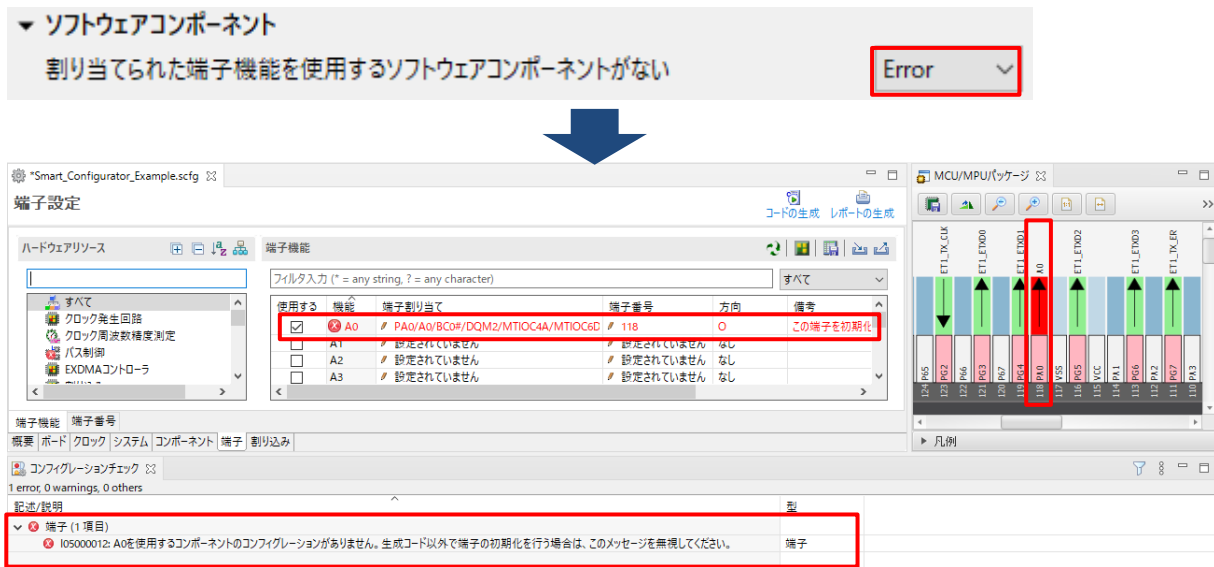 ソフトウェアコンポーネント
割り当てられた端子機能を使用するソフトウェアコンポーネントがない
Error
*Smart_Configurator_Example.scfg
端子設定
コードの生成 レポートの生成
ハードウェアリソース
端子機能
フィルタ入力 (* = any string, ? = any character)
すべて
すべて
クロック発生回路
クロック周波数精度測定
バス制御
EXDMAコントローラ
使用する 機能 端子割り当て 端子番号 方向 備考
A0 PA0/A0/BC0#/DQM2/MTIOC4A/MTIOC6D 118 O この端子を初期化
A1 設定されていません 設定されていません なし
A2 設定されていません 設定されていません なし
A3 設定されていません 設定されていません なし
端子機能 端子番号
概要 ボード クロック システム コンポーネント 端子 割り込み
MCU/MPUパッケージ
ET1_TX_CLK
ET1_ETXD0
ET1_ETXD1
A0
ET1_ETXD2
ET1_ETXD3
ET1_TX_ER
P65
PG2
P66
PG3
P67
PG4
PA0
VSS
PG5
VCC
PA1
PG6
PA2
PG7
PA3
124
123
122
121
120
119
118
117
116
115
114
113
112
111
110
凡例
コンフィグレーションチェック
1 error, 0 warnings, 0 others
記述/説明 型
端子 (1 項目)
I05000012: A0を使用するコンポーネントのコンフィグレーションがありません。生成コード以外で端子の初期化を行う場合は、このメッセージを無視してください。 端子